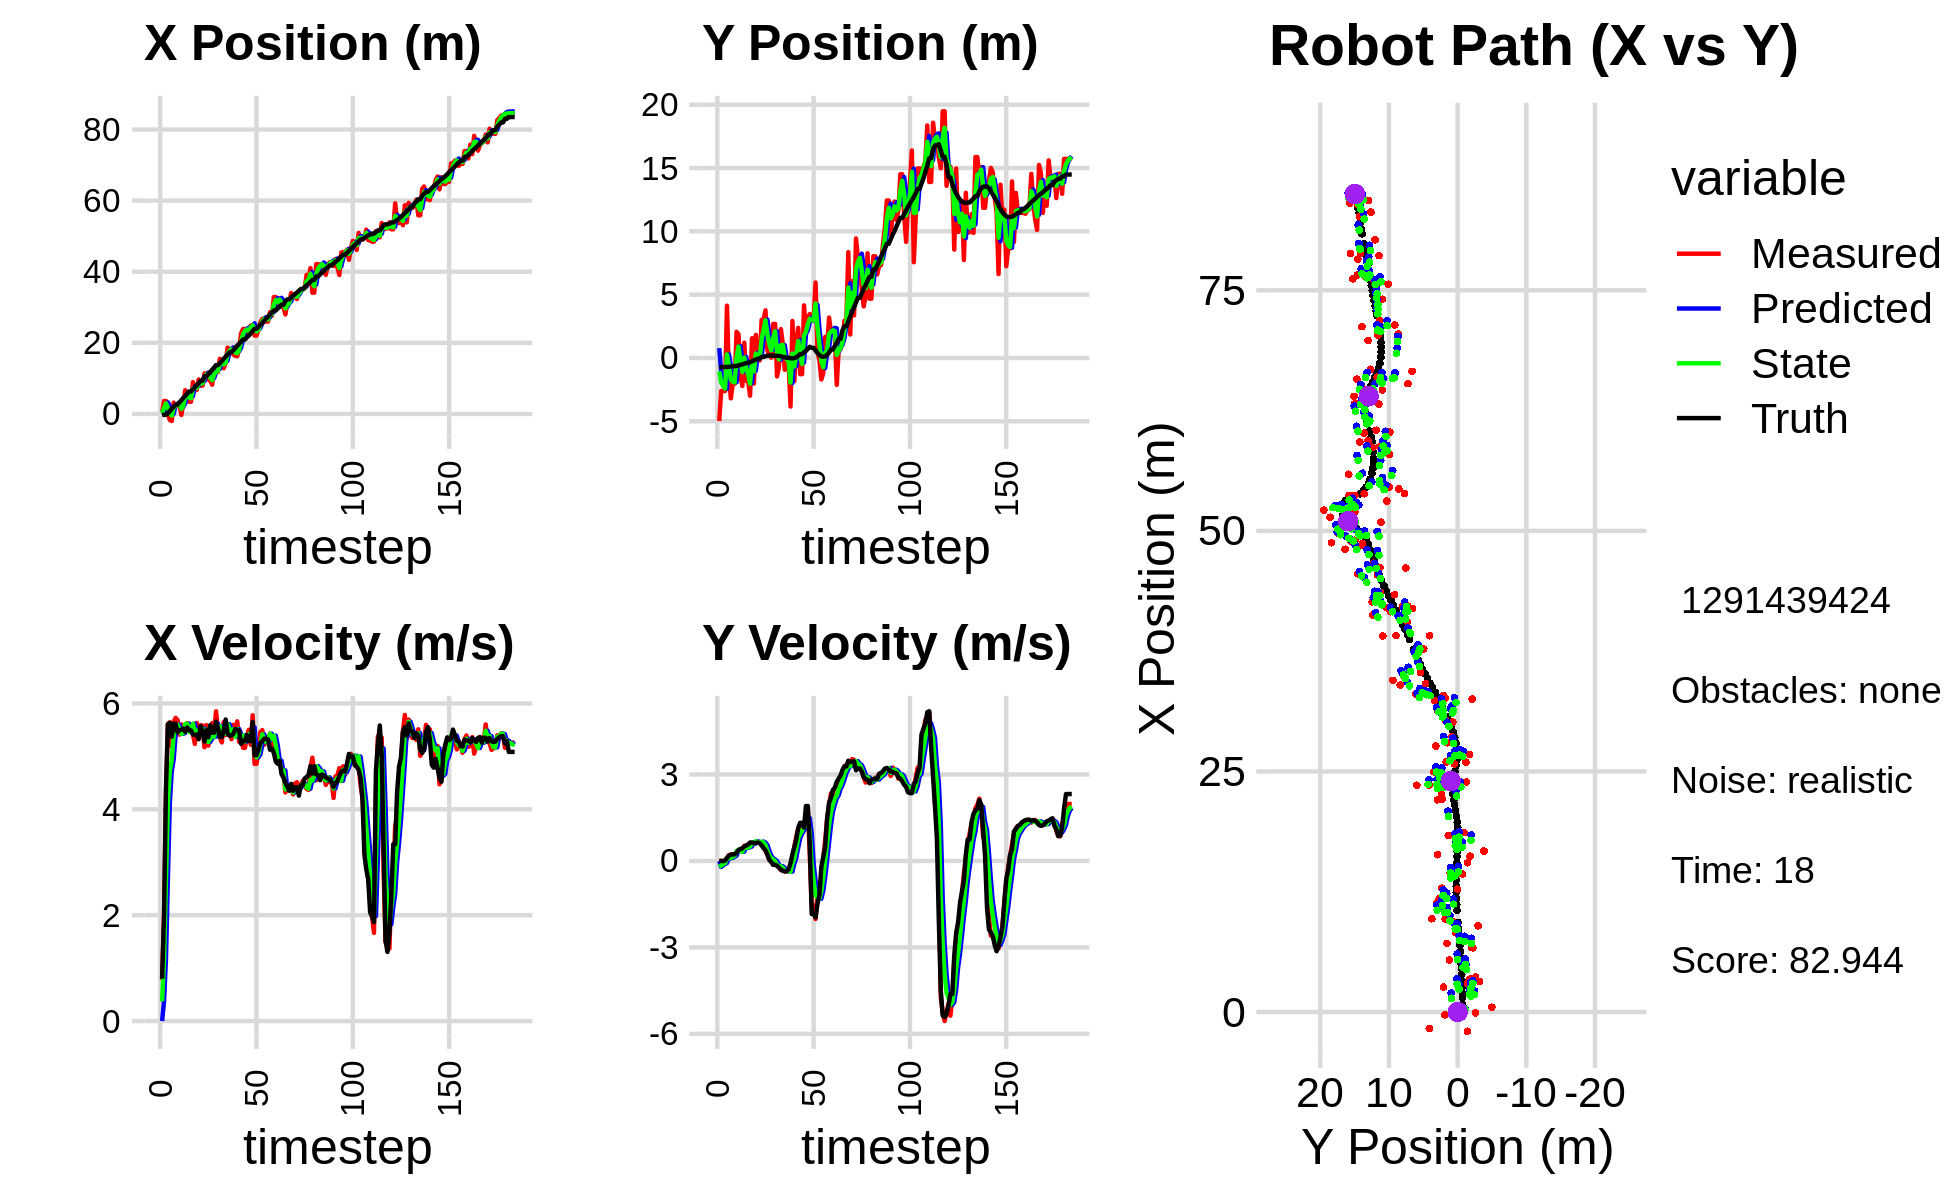 X Position (m)
80
60
40
20
0
0
50
100
150
timestep
Y Position (m)
20
15
10
5
0
-5
0
50
100
150
timestep
X Velocity (m/s)
6
4
2
0
0
50
100
150
timestep
Y Velocity (m/s)
3
0
-3
-6
0
50
100
150
timestep
Robot Path (X vs Y)
X Position (m)
75
50
25
0
20 10 0 -10 -20
Y Position (m)
variable
Measured
Predicted
State
Truth
1291439424
Obstacles: none
Noise: realistic
Time: 18
Score: 82.944